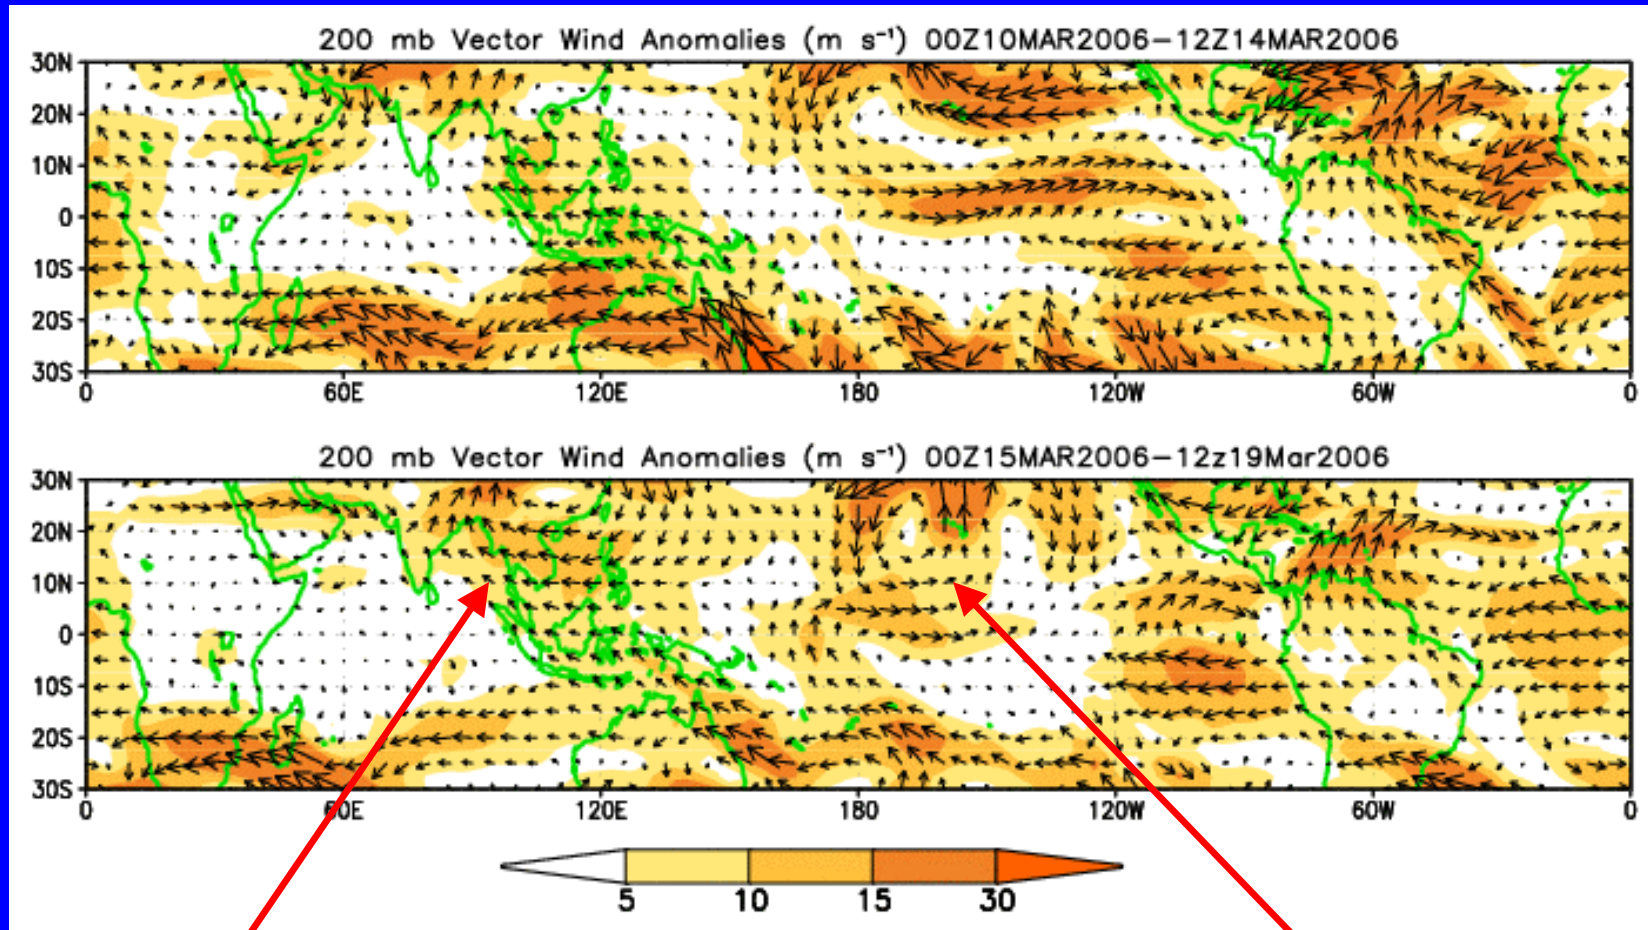 200 mb Vector Wind Anomalies (m s⁻¹) 00Z10MAR2006-12Z14MAR2006
30N
20N
10N
0
10S
20S
30S
0 60E 120E 180 120W 60W 0
200 mb Vector Wind Anomalies (m s⁻¹) 00Z15MAR2006-12z19Mar2006
30N
20N
10N
0
10S
20S
30S
0 60E 120E 180 120W 60W 0
5 10 15 30